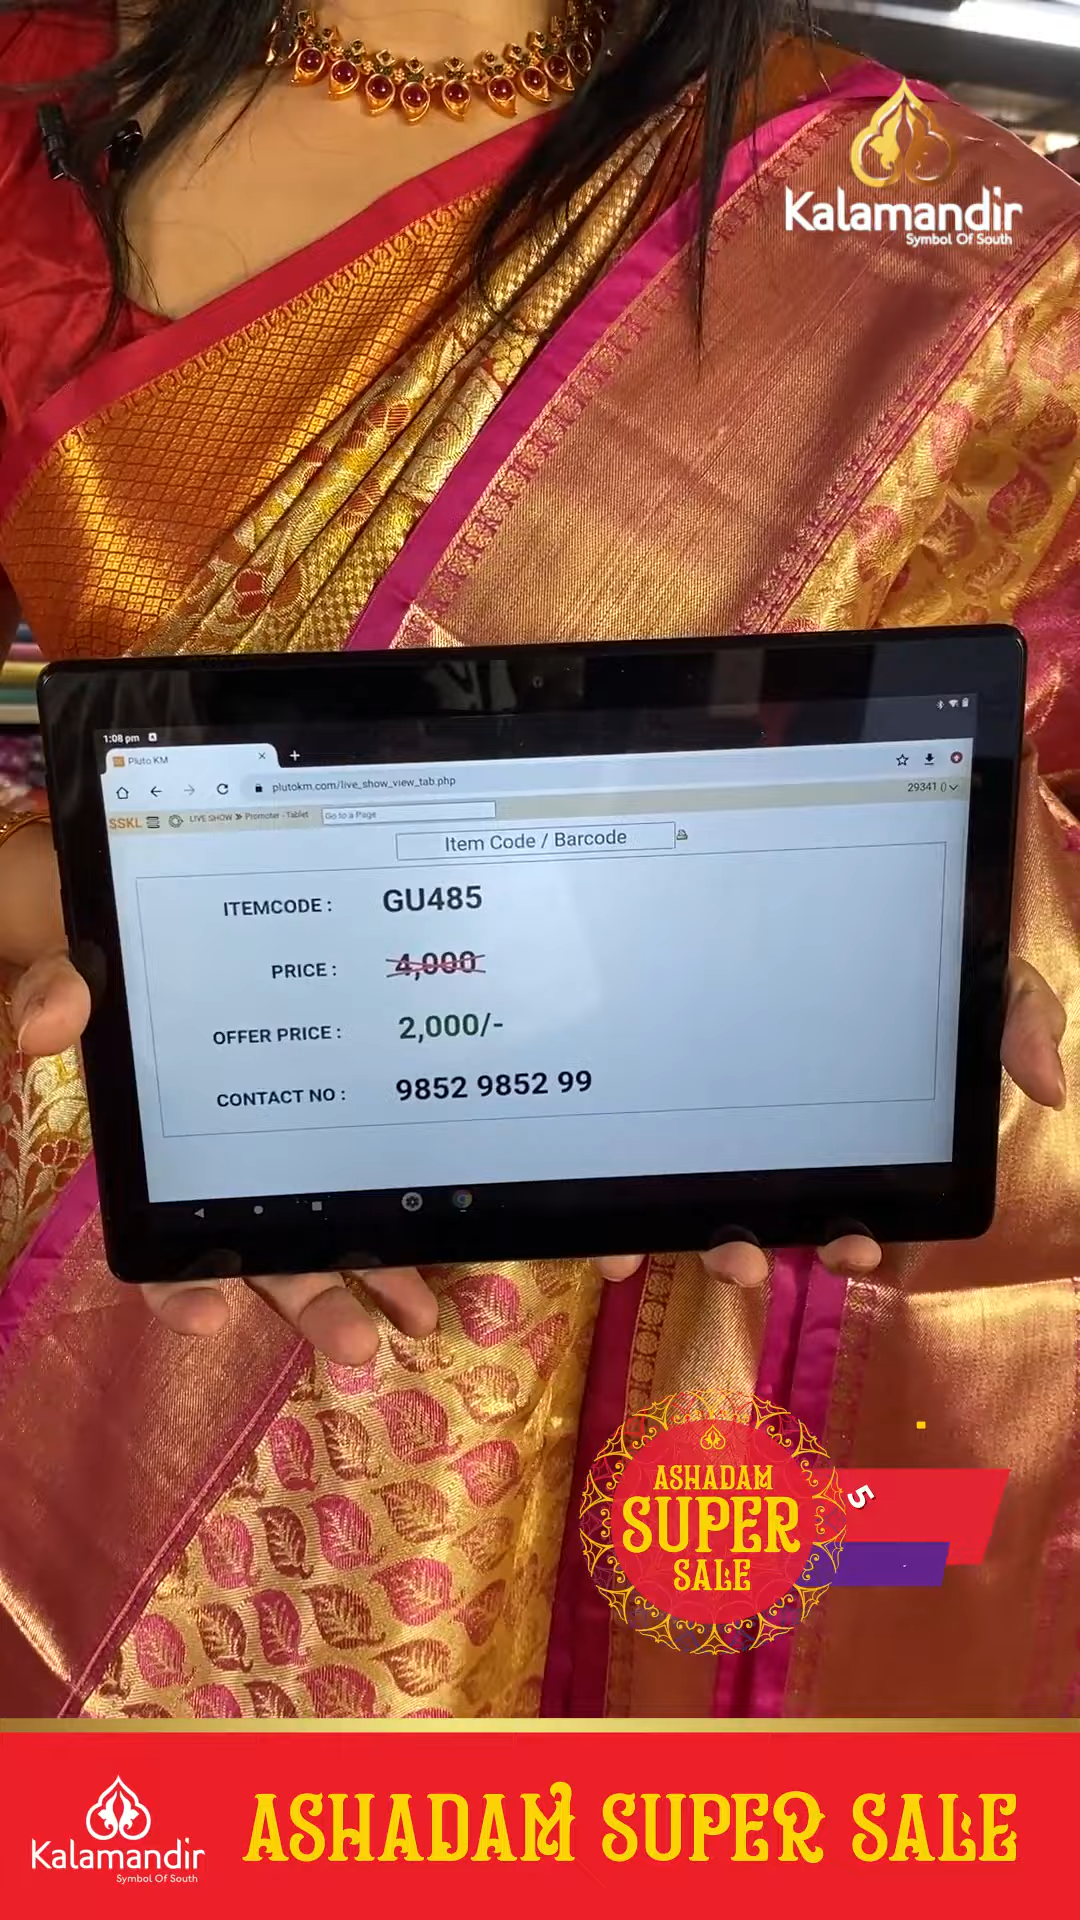 Kalamandir
Symbol Of South
1:08 pm
Pluto KM
plutokm.com/live_show_view_tab.php
29341 ()
SSKL
LIVE SHOW
Promoter - Tablet
Go to a Page
Item Code / Barcode
ITEMCODE : GU485
PRICE : 4,000
OFFER PRICE : 2,000/-
CONTACT NO : 9852 9852 99
ASHADAM
SUPER
SALE
5
Kalamandir
Symbol Of South
ASHADAM SUPER SALE